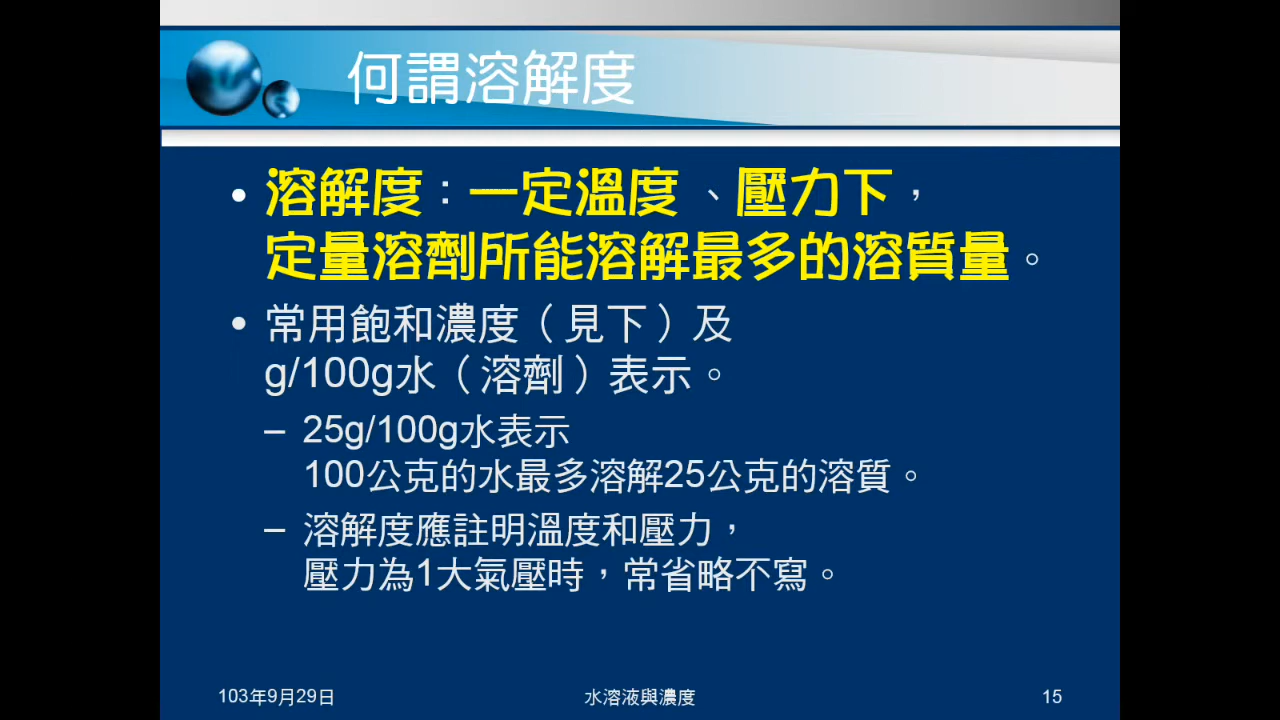 何謂溶解度
• 溶解度：一定溫度、壓力下，
定量溶劑所能溶解最多的溶質量。
• 常用飽和濃度（見下）及
g/100g水（溶劑）表示。
– 25g/100g水表示
100公克的水最多溶解25公克的溶質。
– 溶解度應註明溫度和壓力，
壓力為1大氣壓時，常省略不寫。
103年9月29日
水溶液與濃度
15